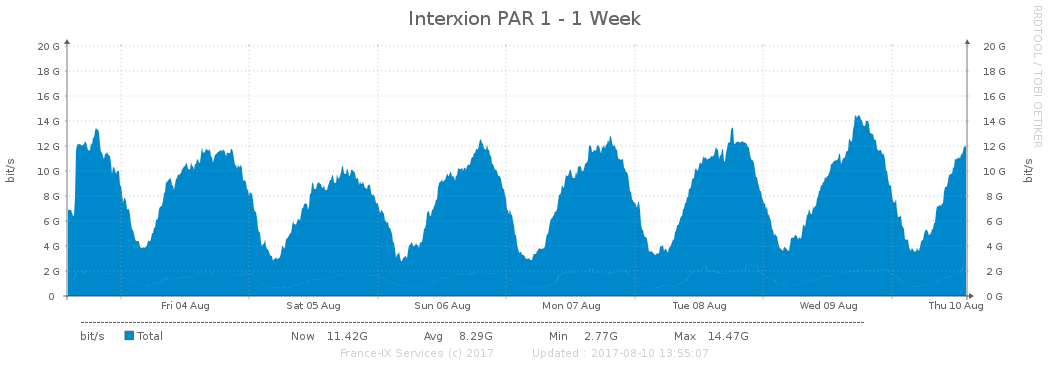 Interxion PAR 1 - 1 Week
RRDTOOL / TOBI OETIKER
20 G 20 G
18 G 18 G
16 G 16 G
14 G 14 G
12 G 12 G
10 G 10 G
8 G 8 G
6 G 6 G
4 G 4 G
2 G 2 G
0 0 G
bit/s
bit/s
Fri 04 Aug Sat 05 Aug Sun 06 Aug Mon 07 Aug Tue 08 Aug Wed 09 Aug Thu 10 Aug
bit/s Total Now 11.42G Avg 8.29G Min 2.77G Max 14.47G
France-IX Services (c) 2017 Updated : 2017-08-10 13:55:07